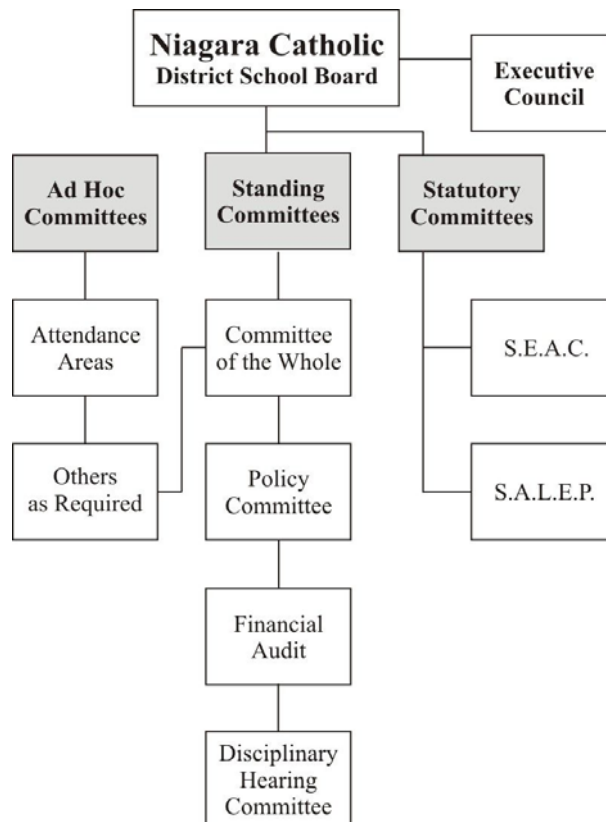 Niagara Catholic
District School Board
Executive
Council
Ad Hoc
Committees
Standing
Committees
Statutory
Committees
Attendance
Areas
Committee
of the Whole
S.E.A.C.
Others
as Required
Policy
Committee
S.A.L.E.P.
Financial
Audit
Disciplinary
Hearing
Committee